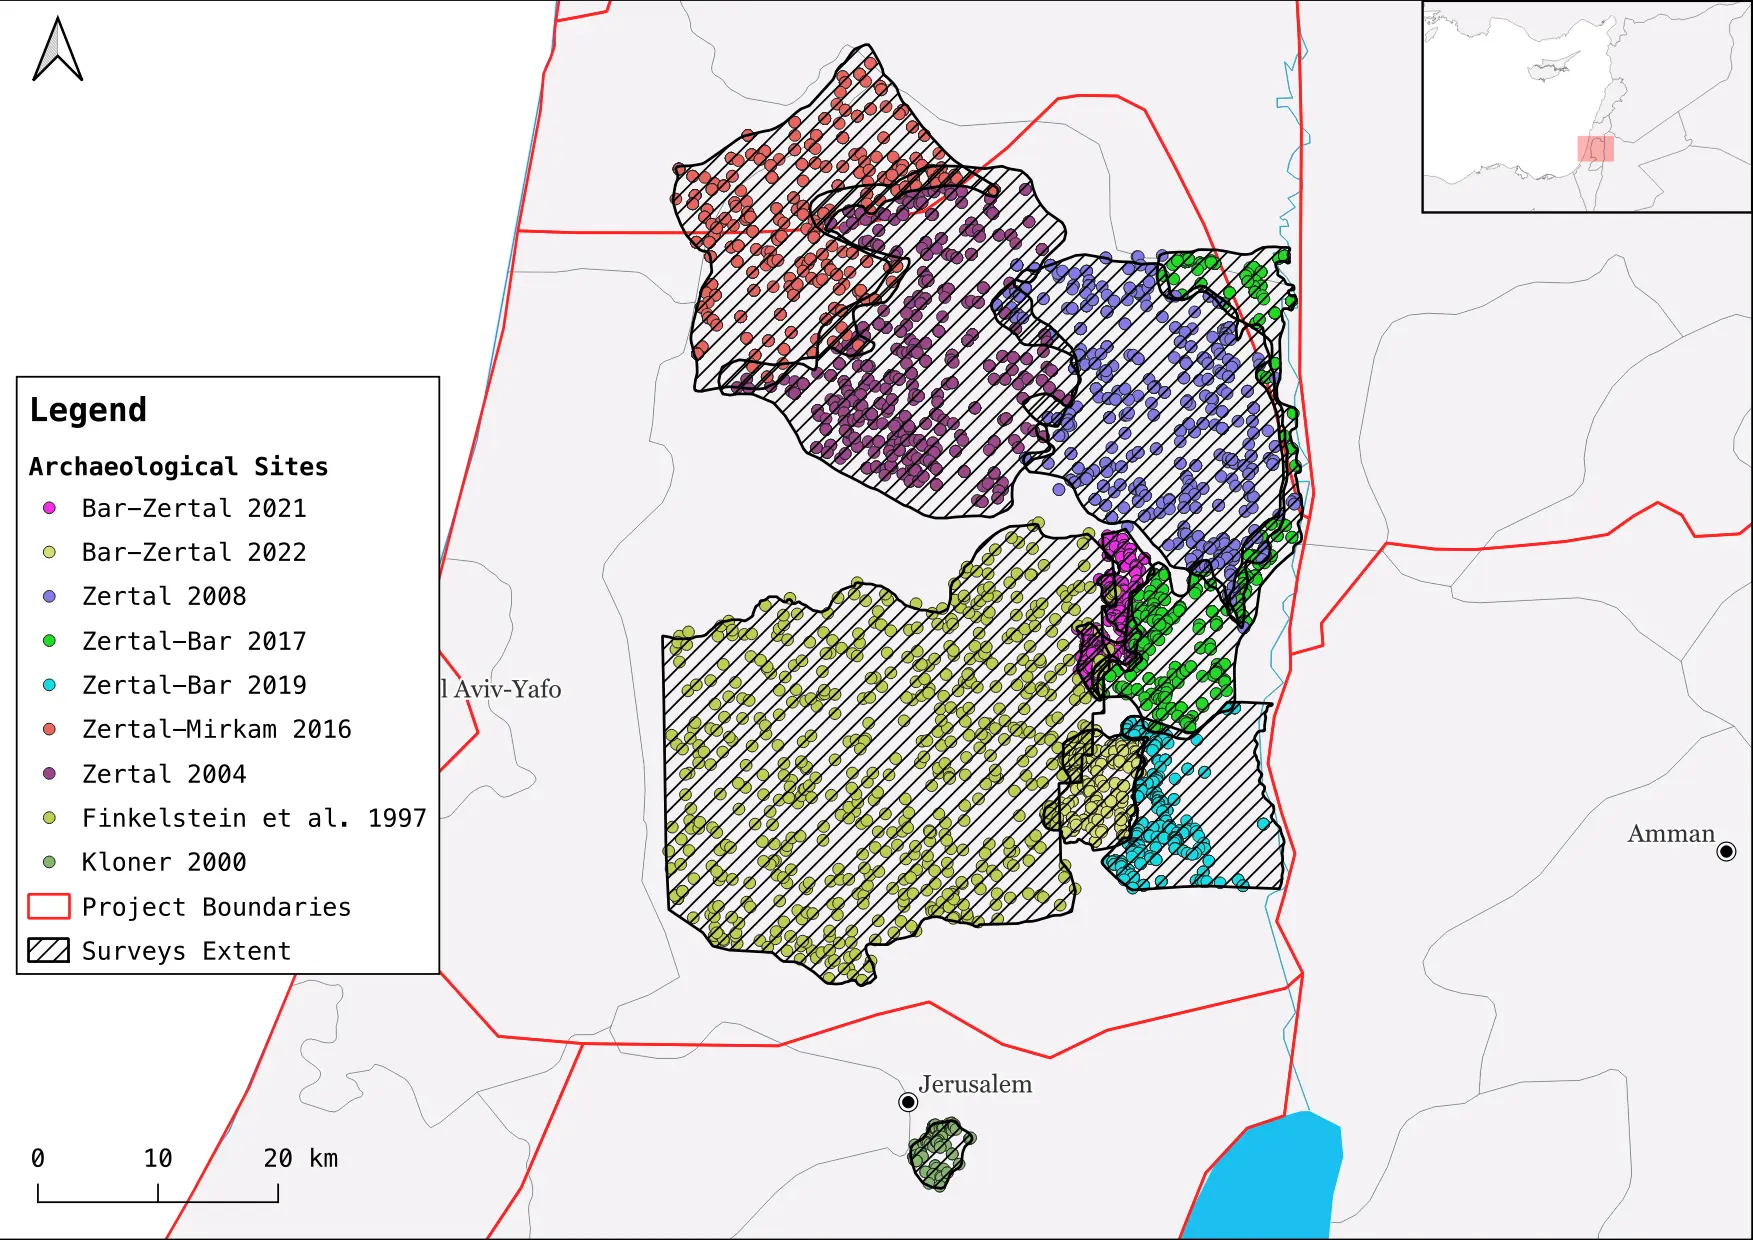 Legend
Archaeological Sites
Bar–Zertal 2021
Bar–Zertal 2022
Zertal 2008
Zertal–Bar 2017
Zertal–Bar 2019
Zertal–Mirkam 2016
Zertal 2004
Finkelstein et al. 1997
Kloner 2000
Project Boundaries
Surveys Extent
l Aviv-Yafo
Amman
Jerusalem
0 10 20 km